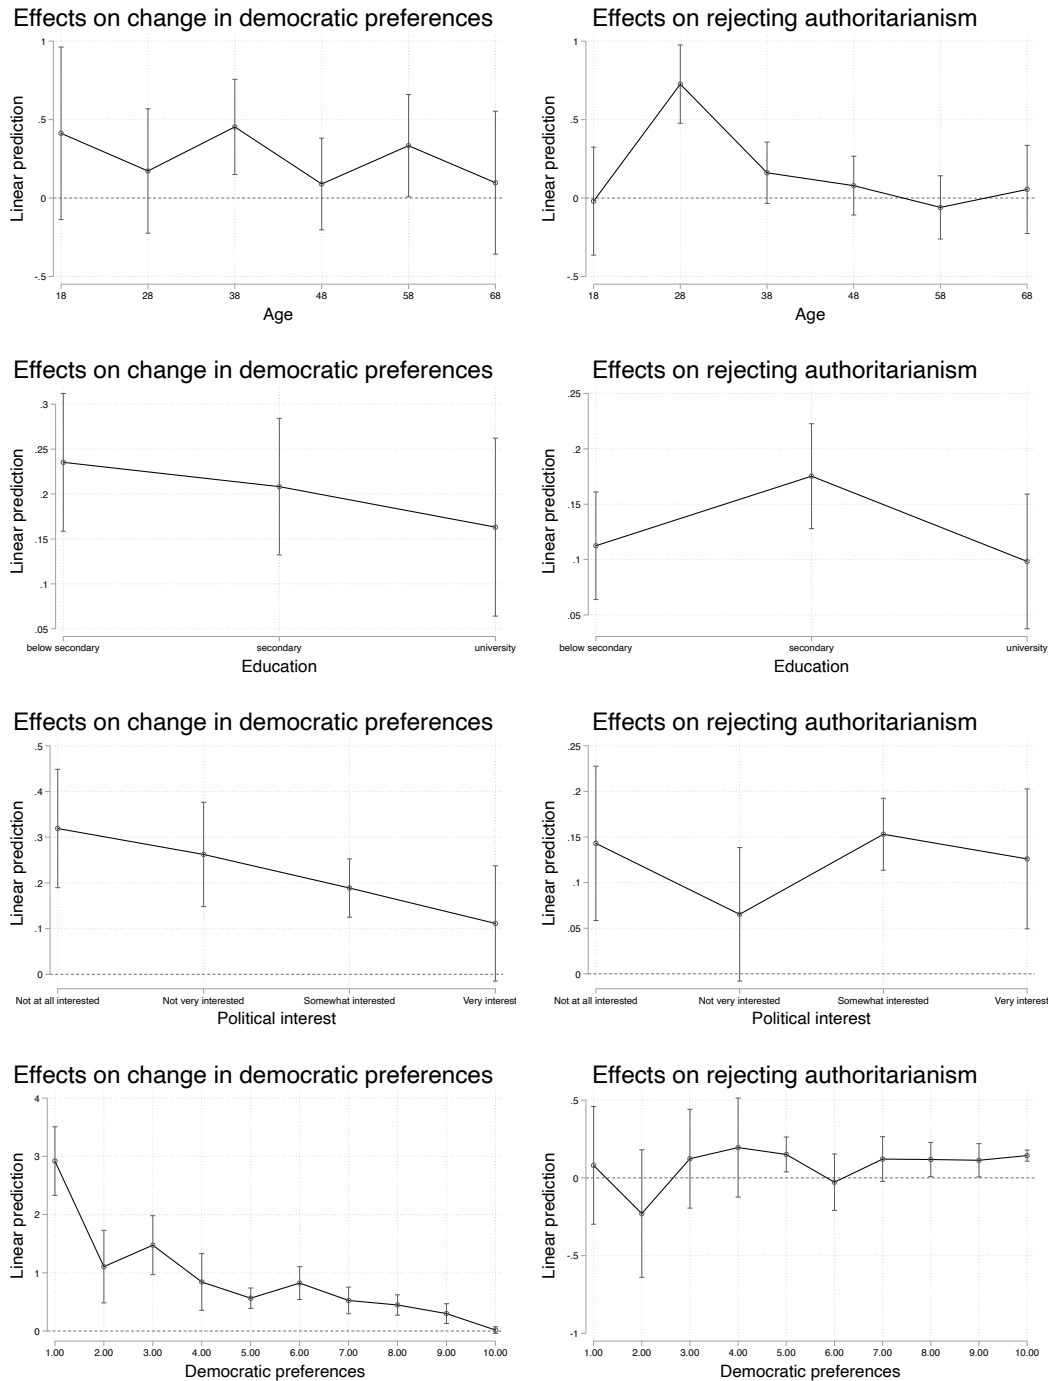 Effects on change in democratic preferences
1
.5
0
-.5
Linear prediction
18 28 38 48 58 68
Age
Effects on rejecting authoritarianism
1
.5
0
-.5
Linear prediction
18 28 38 48 58 68
Age
Effects on change in democratic preferences
.3
.25
.2
.15
.1
.05
Linear prediction
below secondary secondary university
Education
Effects on rejecting authoritarianism
.25
.2
.15
.1
.05
Linear prediction
below secondary secondary university
Education
Effects on change in democratic preferences
.5
.4
.3
.2
.1
0
Linear prediction
Not at all interested Not very interested Somewhat interested Very interest
Political interest
Effects on rejecting authoritarianism
.25
.2
.15
.1
.05
0
Linear prediction
Not at all interested Not very interested Somewhat interested Very interest
Political interest
Effects on change in democratic preferences
4
3
2
1
0
Linear prediction
1.00 2.00 3.00 4.00 5.00 6.00 7.00 8.00 9.00 10.00
Democratic preferences
Effects on rejecting authoritarianism
.5
0
-.5
-1
Linear prediction
1.00 2.00 3.00 4.00 5.00 6.00 7.00 8.00 9.00 10.00
Democratic preferences